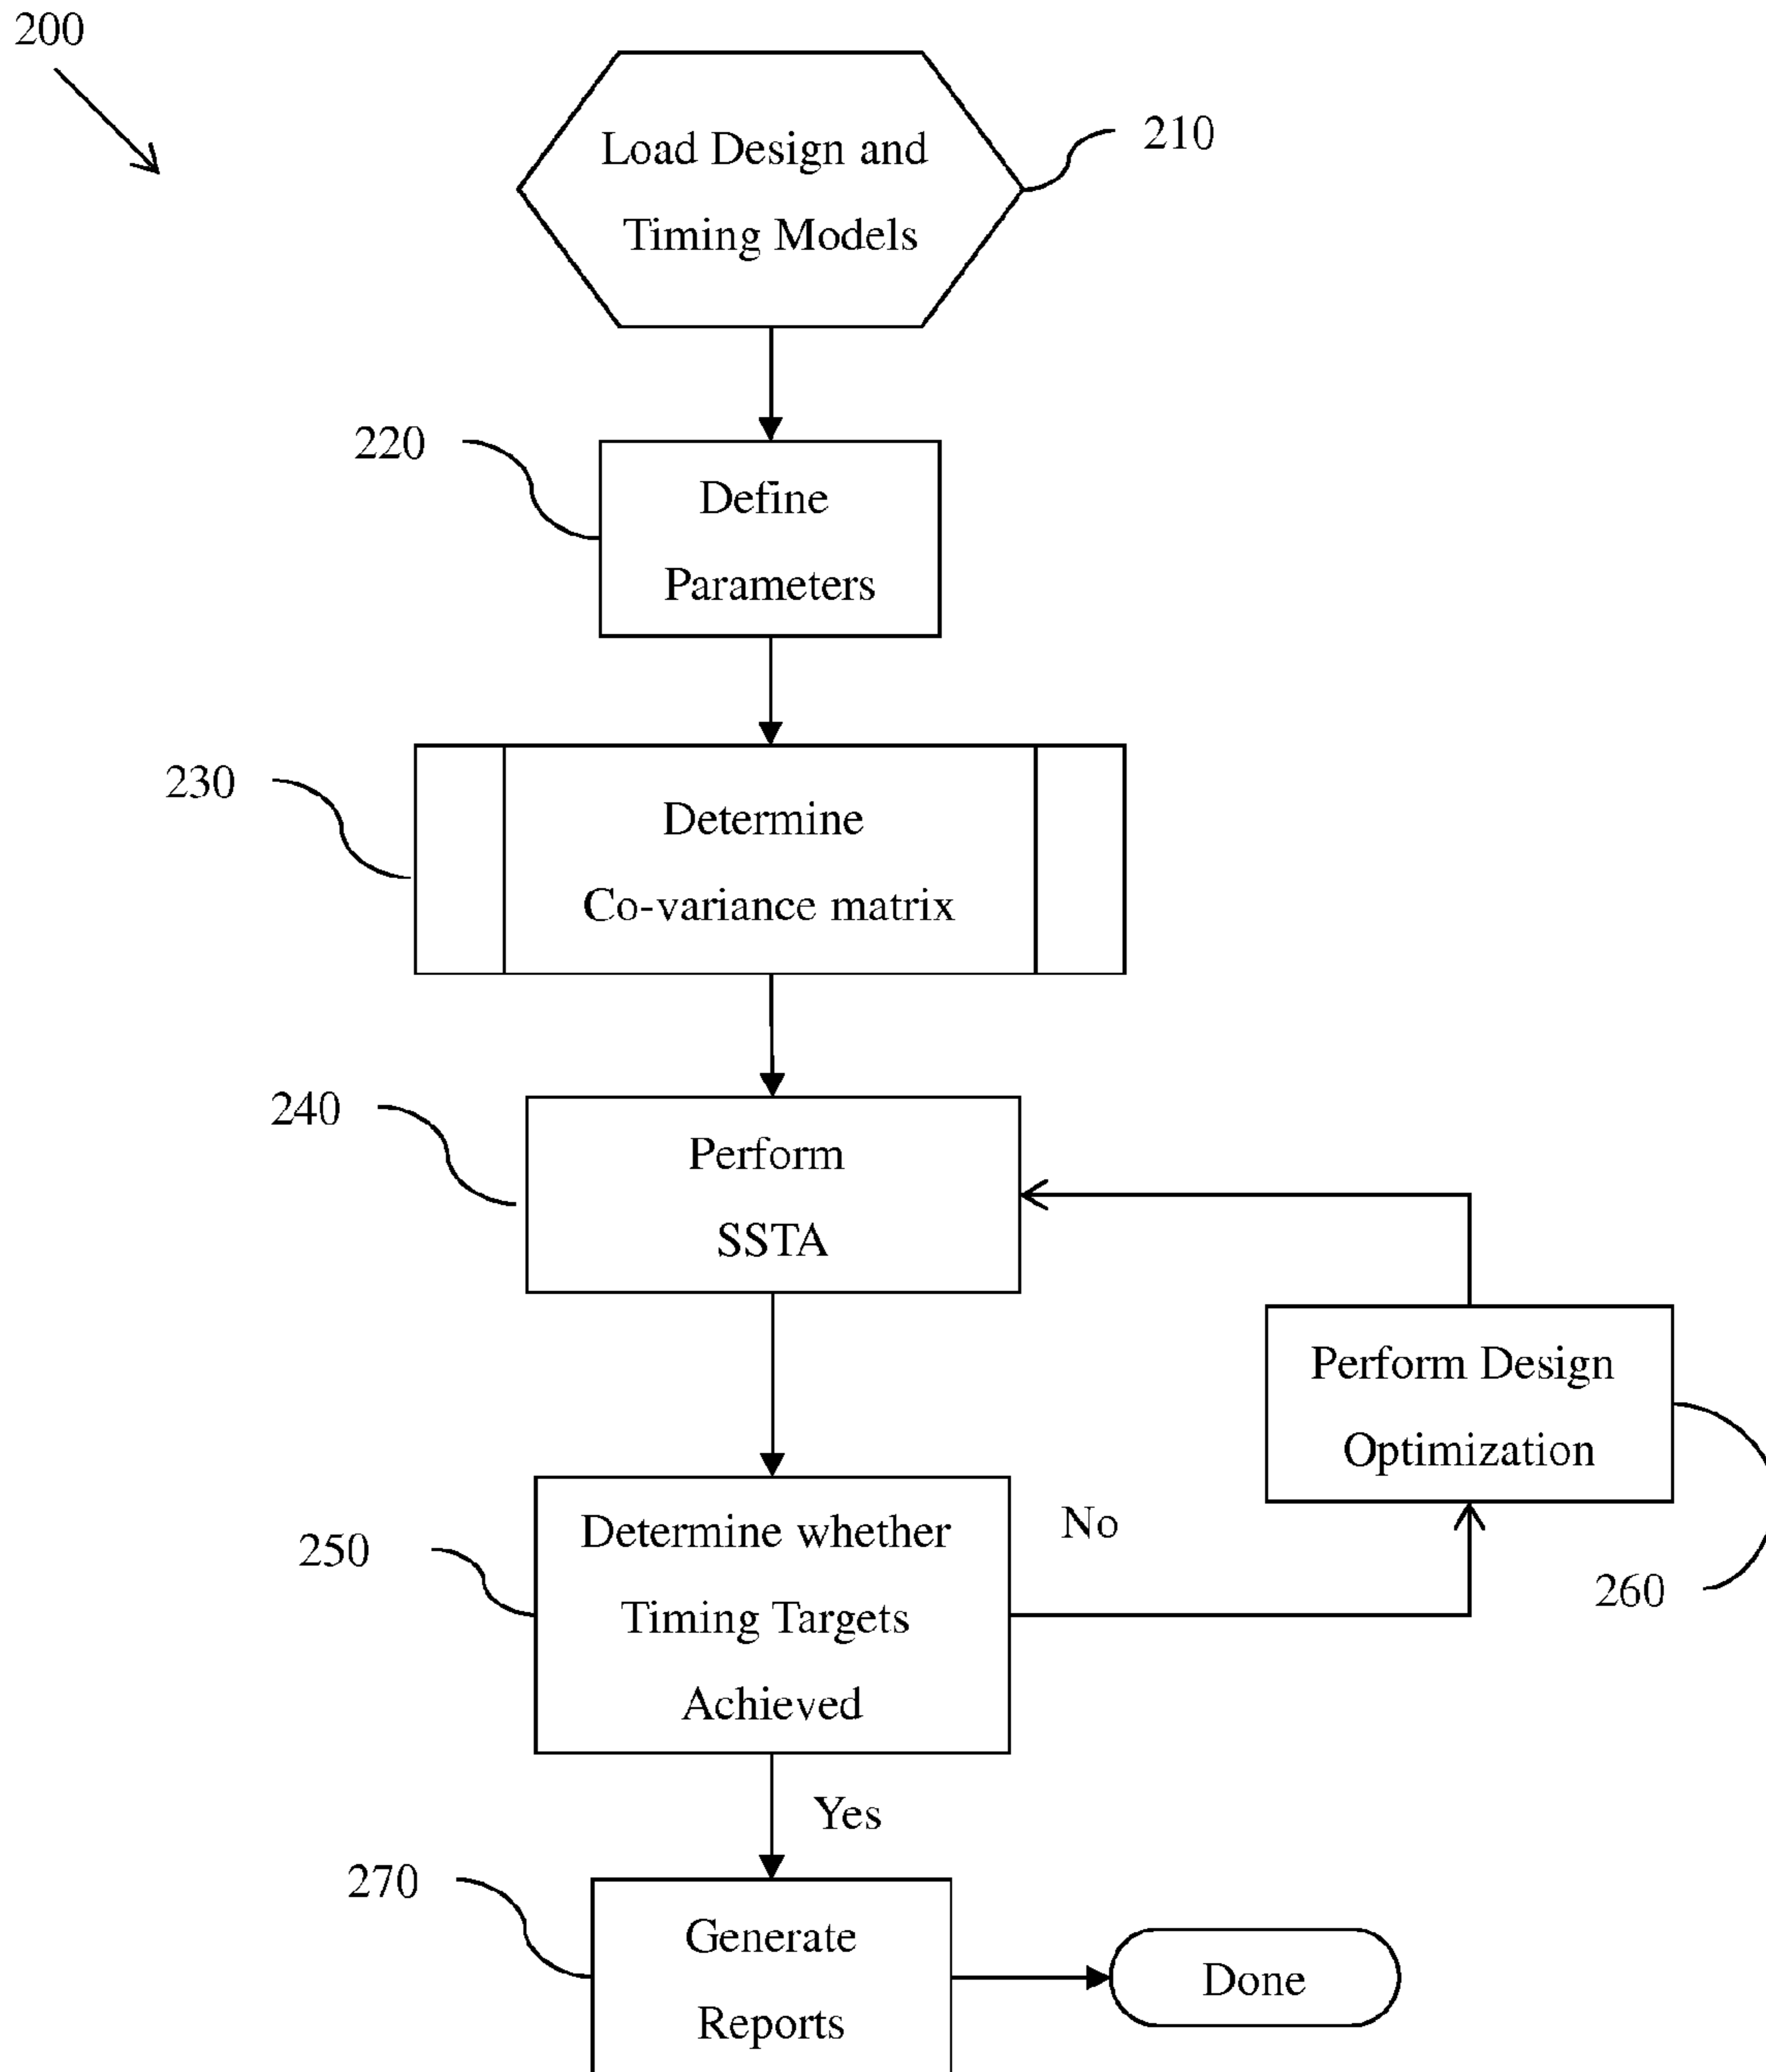 200
Load Design and
Timing Models
210
220
Define
Parameters
230
Determine
Co-variance matrix
240
Perform
SSTA
Perform Design
Optimization
260
250
Determine whether
Timing Targets
Achieved
No
Yes
270
Generate
Reports
Done